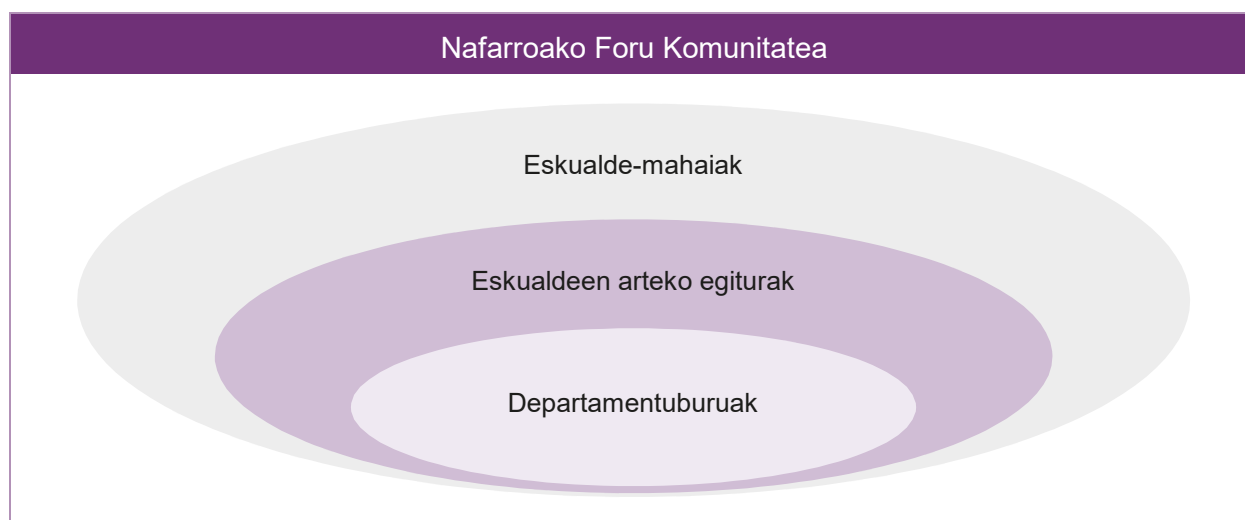 Nafarroako Foru Komunitatea
Eskualde-mahaiak
Eskualdeen arteko egiturak
Departamentuburuak